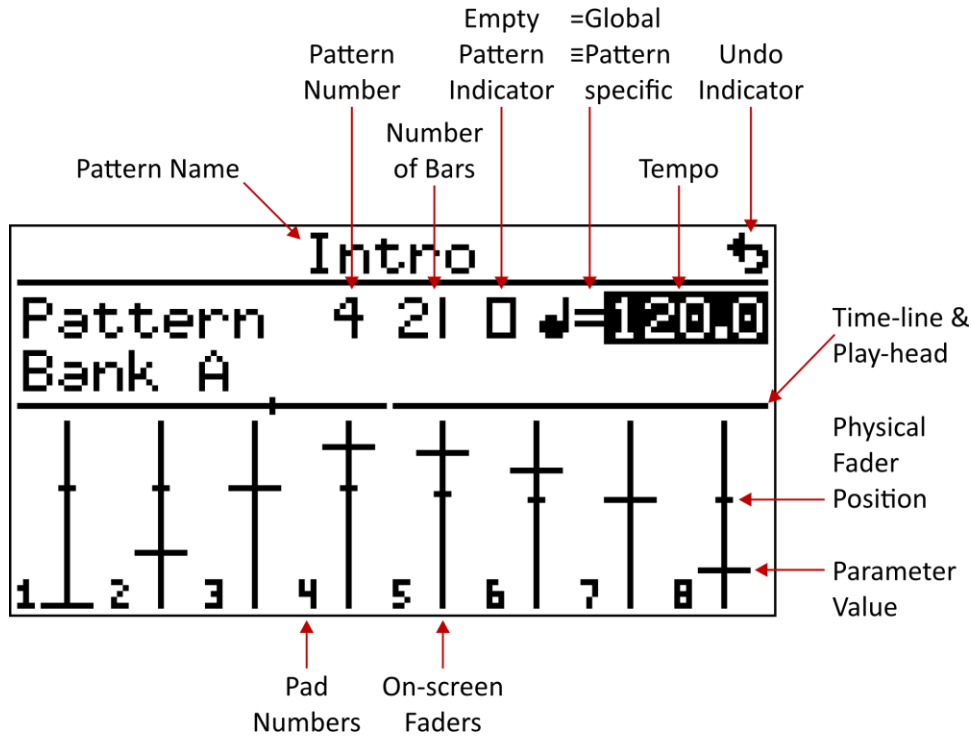 Empty
Pattern
Indicator
=Global
≡Pattern
specific
Pattern
Number
Undo
Indicator
Number
of Bars
Pattern Name
Tempo
Intro
Pattern 4 21 0 ♩=120.0
Bank A
Time-line &
Play-head
Physical
Fader
Position
Parameter
Value
1 2 3 4 5 6 7 8
Pad
Numbers
On-screen
Faders